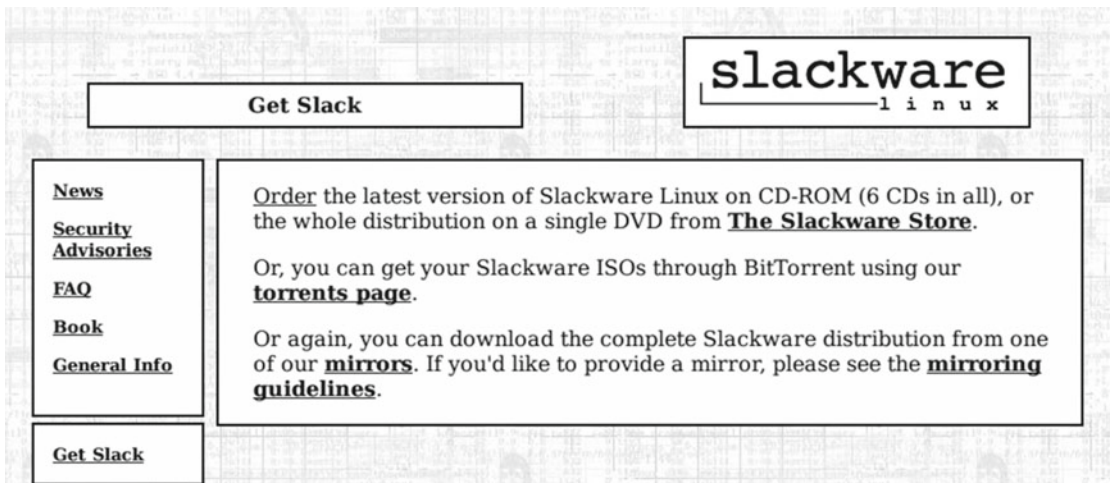 slackware
linux
Get Slack
News
Security
Advisories
FAQ
Book
General Info
Get Slack
Order the latest version of Slackware Linux on CD-ROM (6 CDs in all), or
the whole distribution on a single DVD from The Slackware Store.
Or, you can get your Slackware ISOs through BitTorrent using our
torrents page.
Or again, you can download the complete Slackware distribution from one
of our mirrors. If you'd like to provide a mirror, please see the mirroring
guidelines.